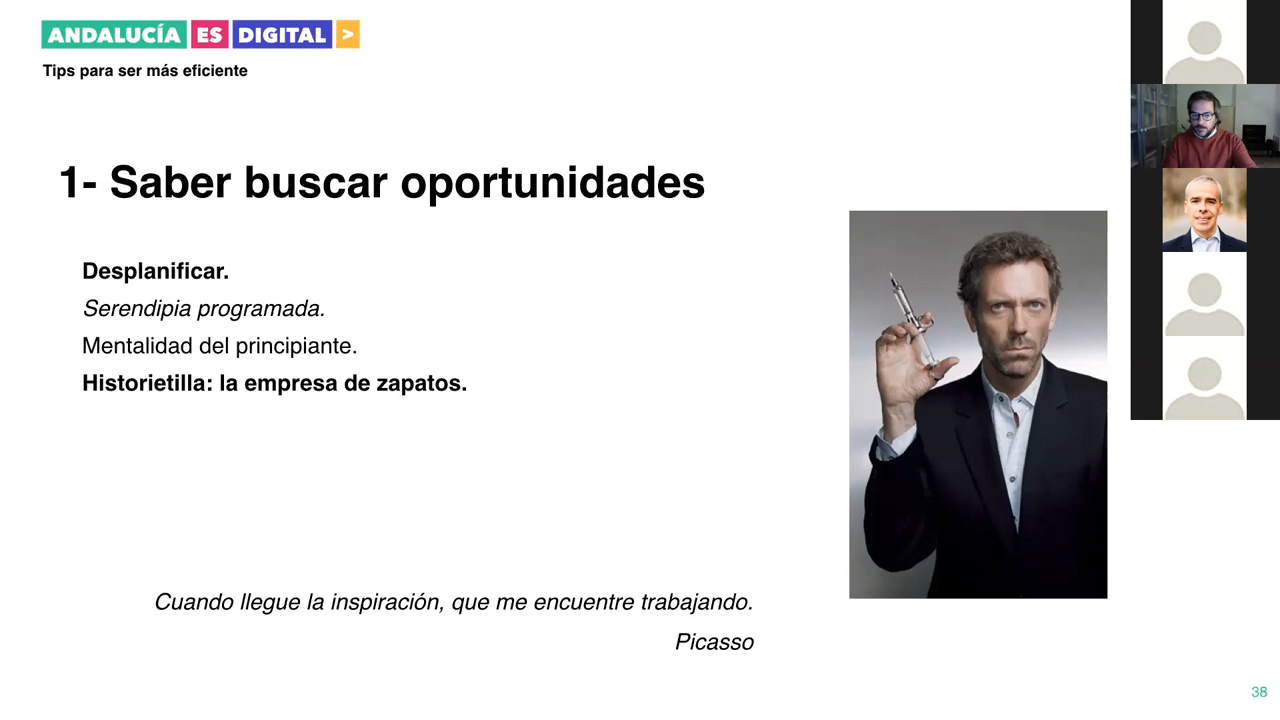 ANDALUCÍA ES DIGITAL >
Tips para ser más eficiente
1- Saber buscar oportunidades
Desplanificar.
Serendipia programada.
Mentalidad del principiante.
Historietilla: la empresa de zapatos.
Cuando llegue la inspiración, que me encuentre trabajando.
Picasso
38